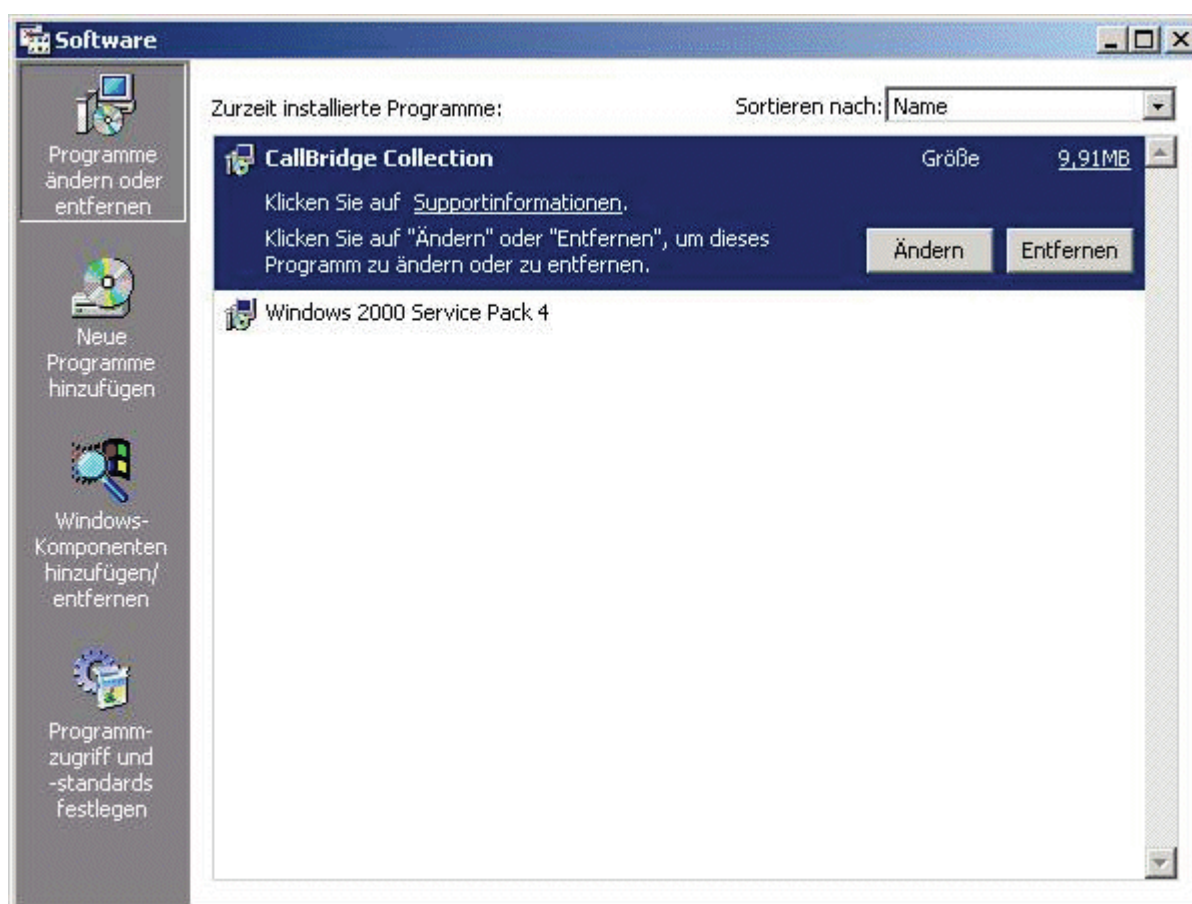 Software
Programme
ändern oder
entfernen
Neue
Programme
hinzufügen
Windows-
Komponenten
hinzufügen/
entfernen
Programm-
zugriff und
-standards
festlegen
Zurzeit installierte Programme:
Sortieren nach: Name
CallBridge Collection Größe 9,91MB
Klicken Sie auf Supportinformationen.
Klicken Sie auf "Ändern" oder "Entfernen", um dieses
Programm zu ändern oder zu entfernen.
Ändern Entfernen
Windows 2000 Service Pack 4